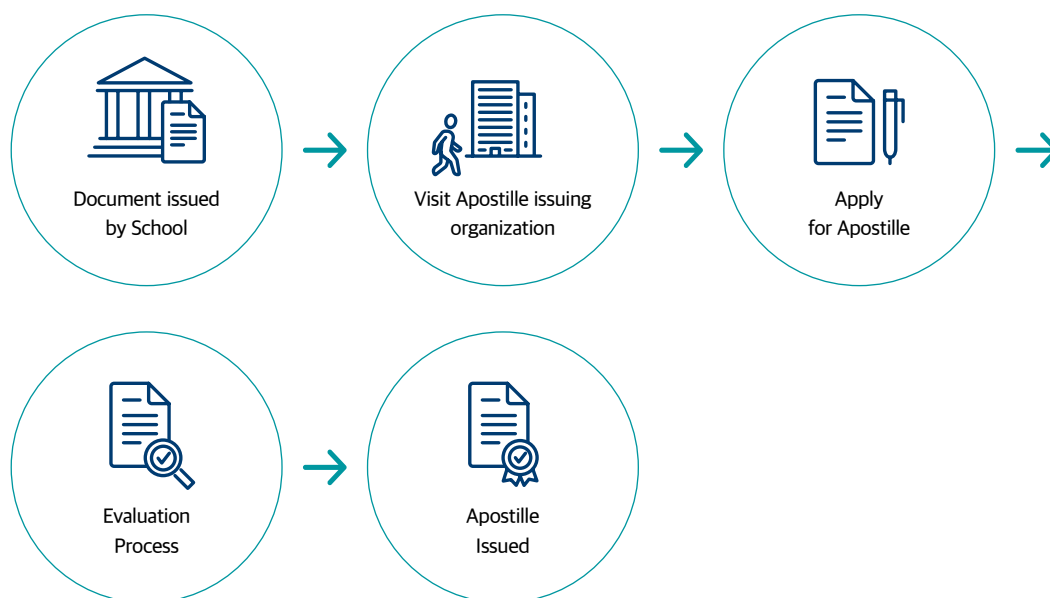 Document issued
by School
Visit Apostille issuing
organization
Apply
for Apostille
Evaluation
Process
Apostille
Issued